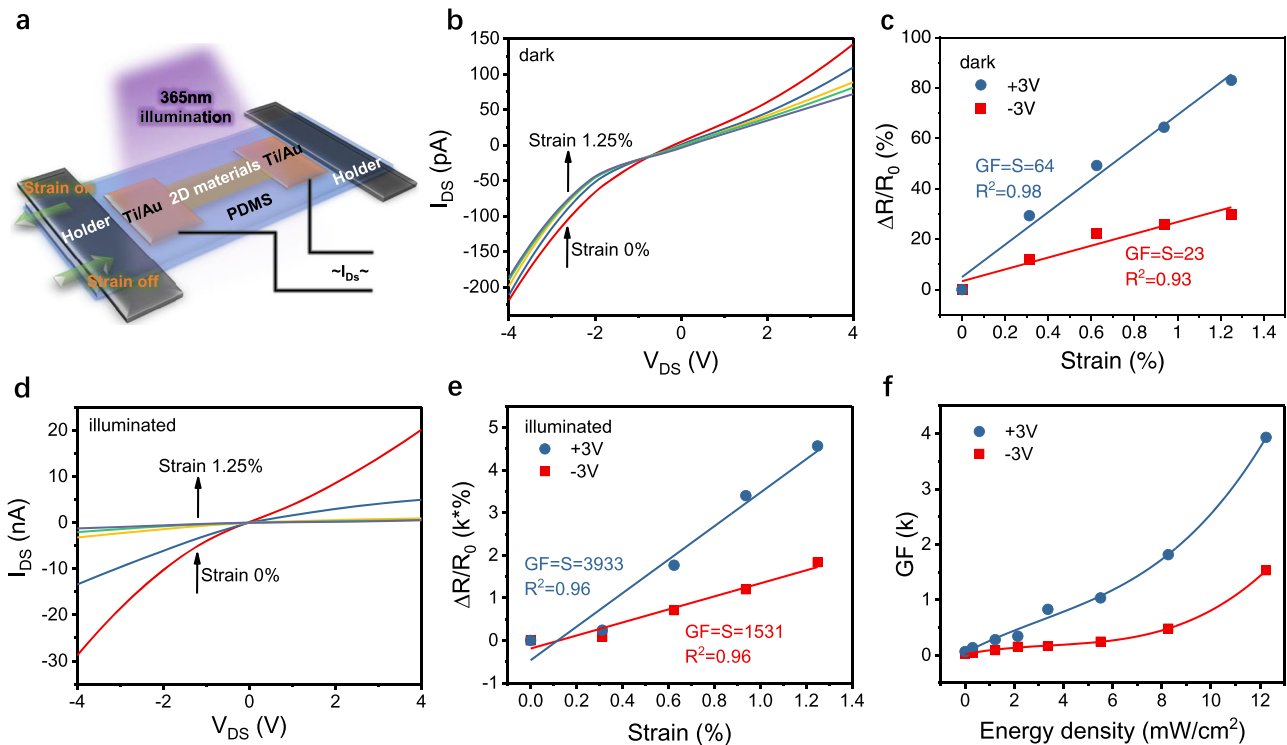 a
365nm
illumination
Strain on
Holder
Ti/Au
2D materials
Ti/Au
Holder
PDMS
Strain off
~I_Ds~
b
dark
150
100
50
0
-50
-100
-150
-200
I_DS (pA)
Strain 1.25%
Strain 0%
-4
-2
0
2
4
V_DS (V)
c
dark
+3V
-3V
100
80
60
40
20
0
ΔR/R₀ (%)
GF=S=64
R²=0.98
GF=S=23
R²=0.93
0
0.2
0.4
0.6
0.8
1
1.2
1.4
Strain (%)
d
illuminated
20
10
0
-10
-20
-30
I_DS (nA)
Strain 1.25%
Strain 0%
-4
-2
0
2
4
V_DS (V)
e
illuminated
+3V
-3V
5
4
3
2
1
0
-1
ΔR/R₀ (k*%)
GF=S=3933
R²=0.96
GF=S=1531
R²=0.96
0.0
0.2
0.4
0.6
0.8
1.0
1.2
1.4
Strain (%)
f
+3V
-3V
4
3
2
1
0
GF (k)
0
2
4
6
8
10
12
Energy density (mW/cm²)